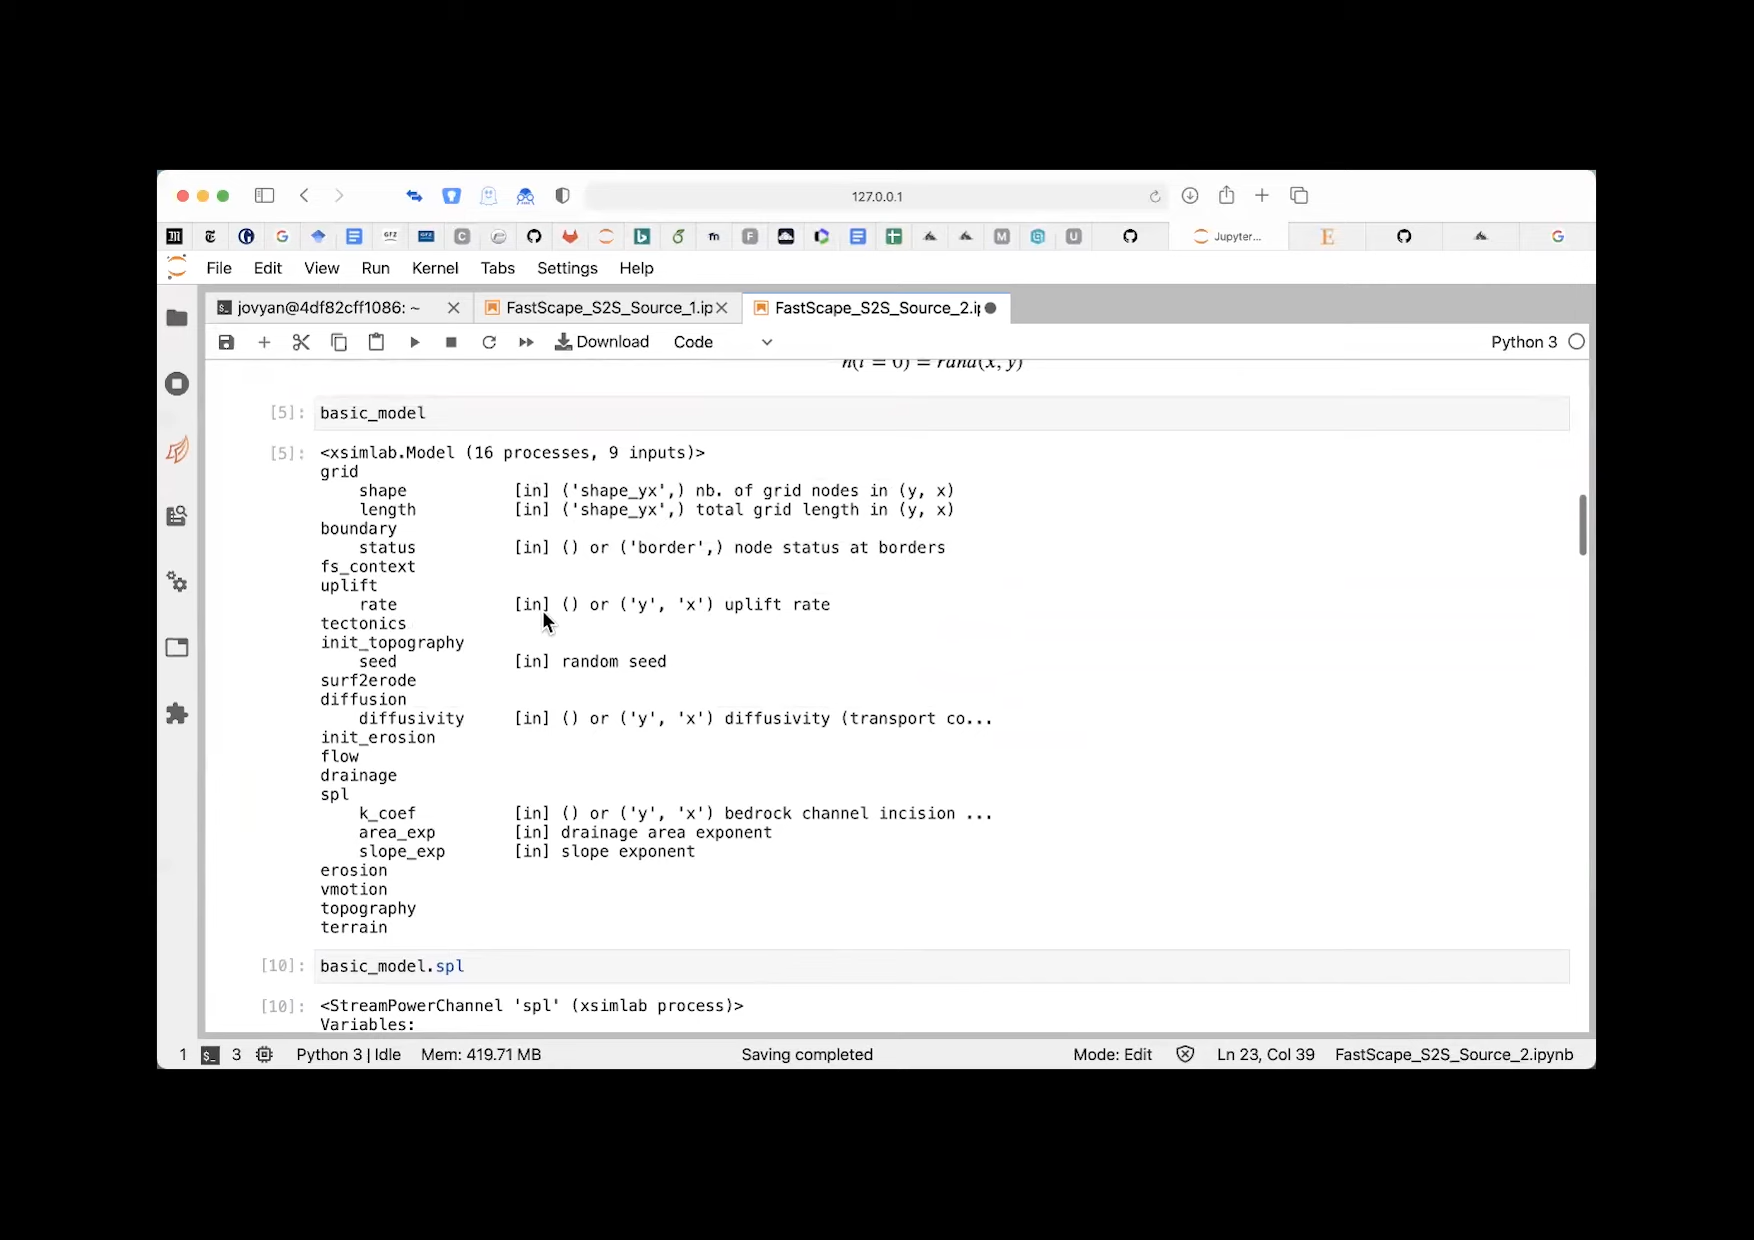 127.0.0.1
Jupyter...
File Edit View Run Kernel Tabs Settings Help
jovyan@4df82cff1086: ~
FastScape_S2S_Source_1.ip
FastScape_S2S_Source_2.ip
Download Code Python 3
h(t = 0) = rand(x, y)
[5]: basic_model
[5]: <xsimlab.Model (16 processes, 9 inputs)>
grid
shape [in] ('shape_yx',) nb. of grid nodes in (y, x)
length [in] ('shape_yx',) total grid length in (y, x)
boundary
status [in] () or ('border',) node status at borders
fs_context
uplift
rate [in] () or ('y', 'x') uplift rate
tectonics
init_topography
seed [in] random seed
surf2erode
diffusion
diffusivity [in] () or ('y', 'x') diffusivity (transport co...
init_erosion
flow
drainage
spl
k_coef [in] () or ('y', 'x') bedrock channel incision ...
area_exp [in] drainage area exponent
slope_exp [in] slope exponent
erosion
vmotion
topography
terrain
[10]: basic_model.spl
[10]: <StreamPowerChannel 'spl' (xsimlab process)>
Variables:
1 3 Python 3 | Idle Mem: 419.71 MB Saving completed Mode: Edit Ln 23, Col 39 FastScape_S2S_Source_2.ipynb